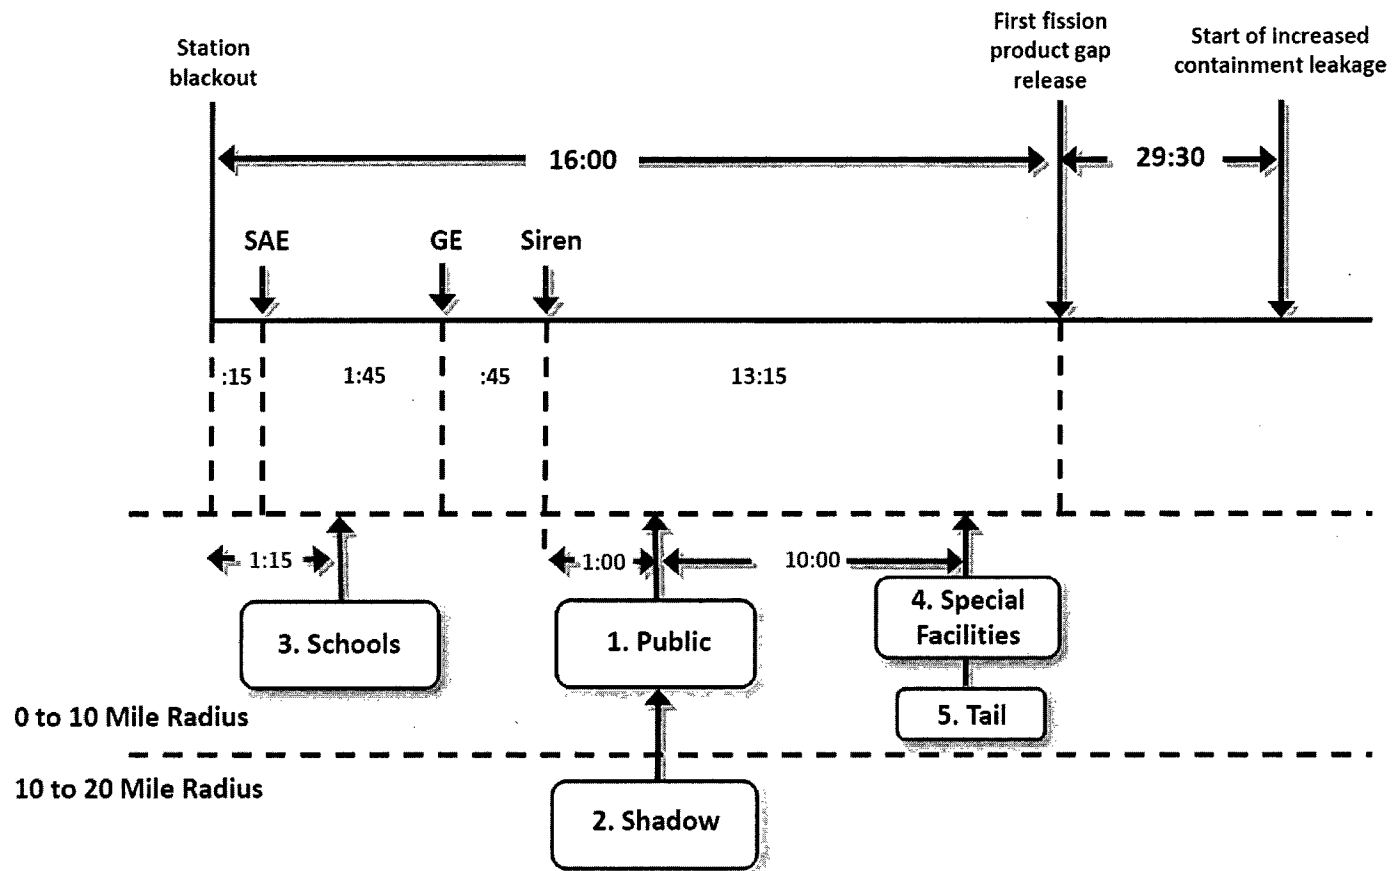 Station
blackout
First fission
product gap
release
Start of increased
containment leakage
16:00
29:30
SAE
GE
Siren
:15
1:45
:45
13:15
1:15
1:00
10:00
3. Schools
1. Public
4. Special
Facilities
5. Tail
0 to 10 Mile Radius
10 to 20 Mile Radius
2. Shadow